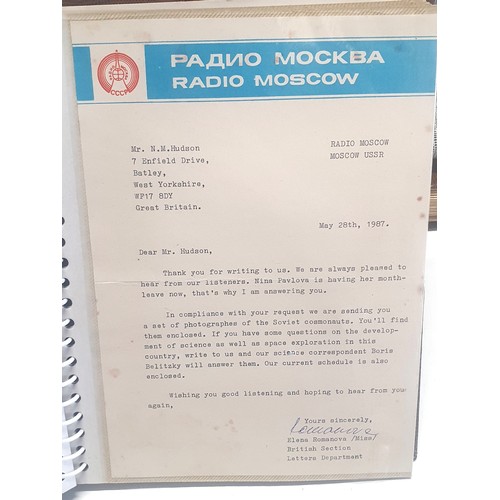 РАДИО МОСКВА
RADIO MOSCOW
СССР
Mr. N.M.Hudson
7 Enfield Drive,
Batley,
West Yorkshire,
WF17 8DY
Great Britain.
RADIO MOSCOW
MOSCOW USSR
May 28th, 1987.
Dear Mr. Hudson,
Thank you for writing to us. We are always pleased to
hear from our listeners. Nina Pavlova is having her month-
leave now, that's why I am answering you.
In compliance with your request we are sending you
a set of photographes of the Soviet cosmonauts. You'll find
them enclosed. If you have some questions on the develop-
ment of science as well as space exploration in this
country, write to us and our science correspondent Boris
Belitzky will answer them. Our current schedule is also
enclosed.
Wishing you good listening and hoping to hear from you
again,
Yours sincerely,
Romanova
Elena Romanova /Miss/
British Section
Letters Department